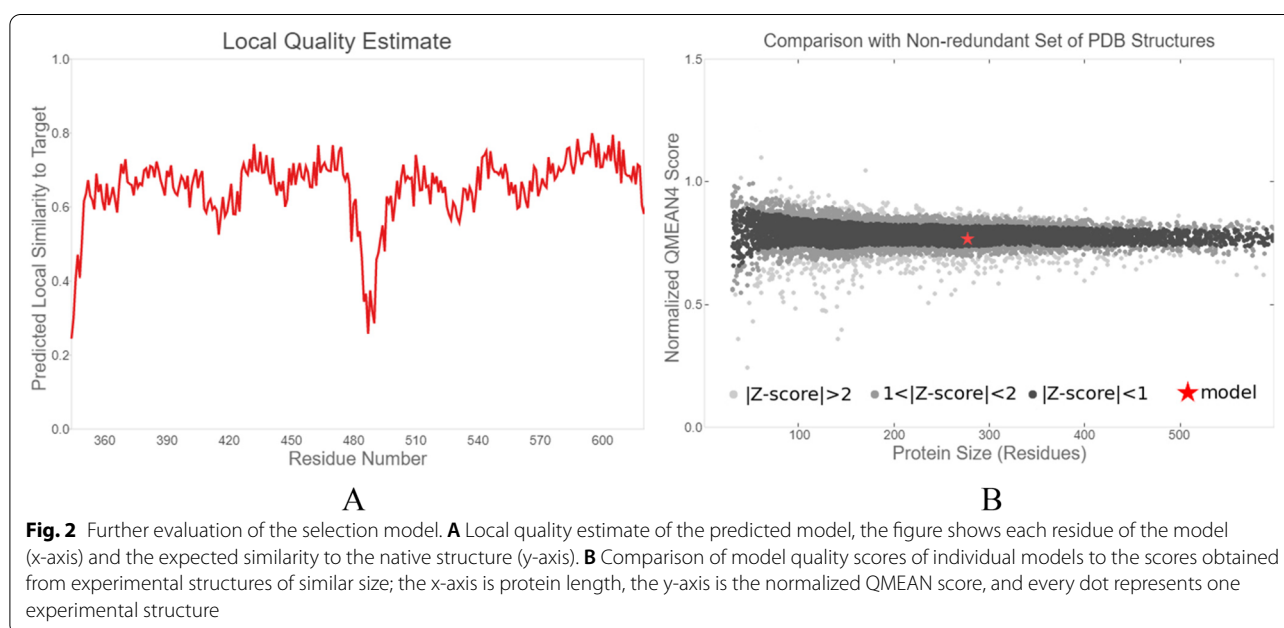 Local Quality Estimate
1.0
0.8
0.6
0.4
0.2
0.0
Predicted Local Similarity to Target
360 390 420 450 480 510 540 570 600
Residue Number
A
Comparison with Non-redundant Set of PDB Structures
1.5
1.0
0.5
0.0
Normalized QMEAN4 Score
|Z-score|>2 1<|Z-score|<2 |Z-score|<1 model
100 200 300 400 500
Protein Size (Residues)
B
Fig. 2 Further evaluation of the selection model. A Local quality estimate of the predicted model, the figure shows each residue of the model
(x-axis) and the expected similarity to the native structure (y-axis). B Comparison of model quality scores of individual models to the scores obtained
from experimental structures of similar size; the x-axis is protein length, the y-axis is the normalized QMEAN score, and every dot represents one
experimental structure